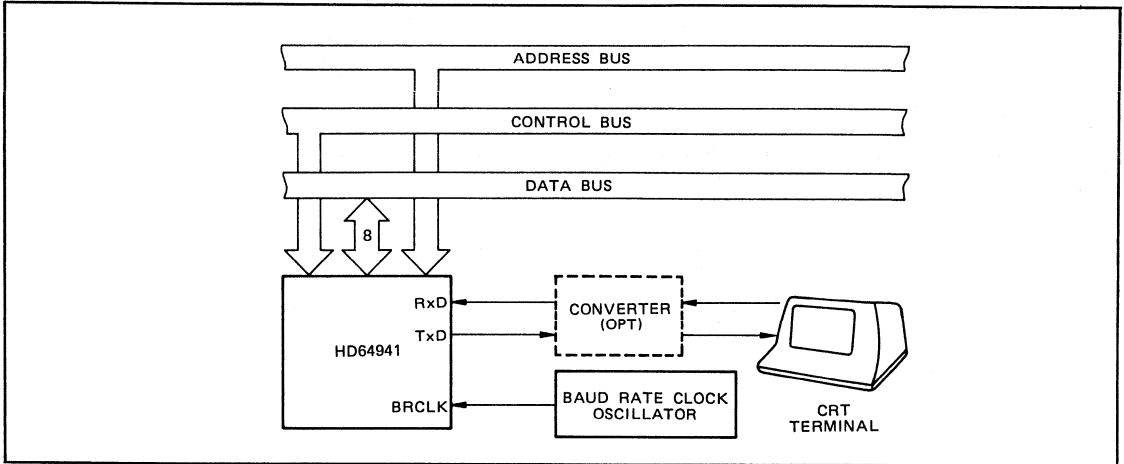 ADDRESS BUS
CONTROL BUS
DATA BUS
8
RxD
TxD
HD64941
BRCLK
CONVERTER
(OPT)
BAUD RATE CLOCK
OSCILLATOR
CRT
TERMINAL